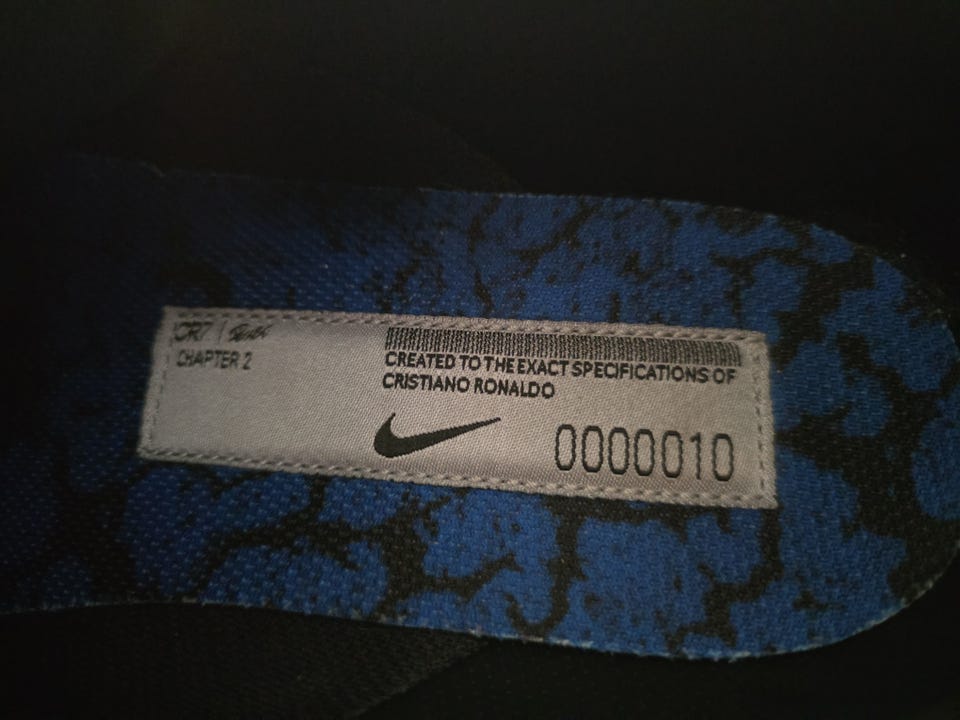 CR7
CHAPTER 2
CREATED TO THE EXACT SPECIFICATIONS OF
CRISTIANO RONALDO
0000010